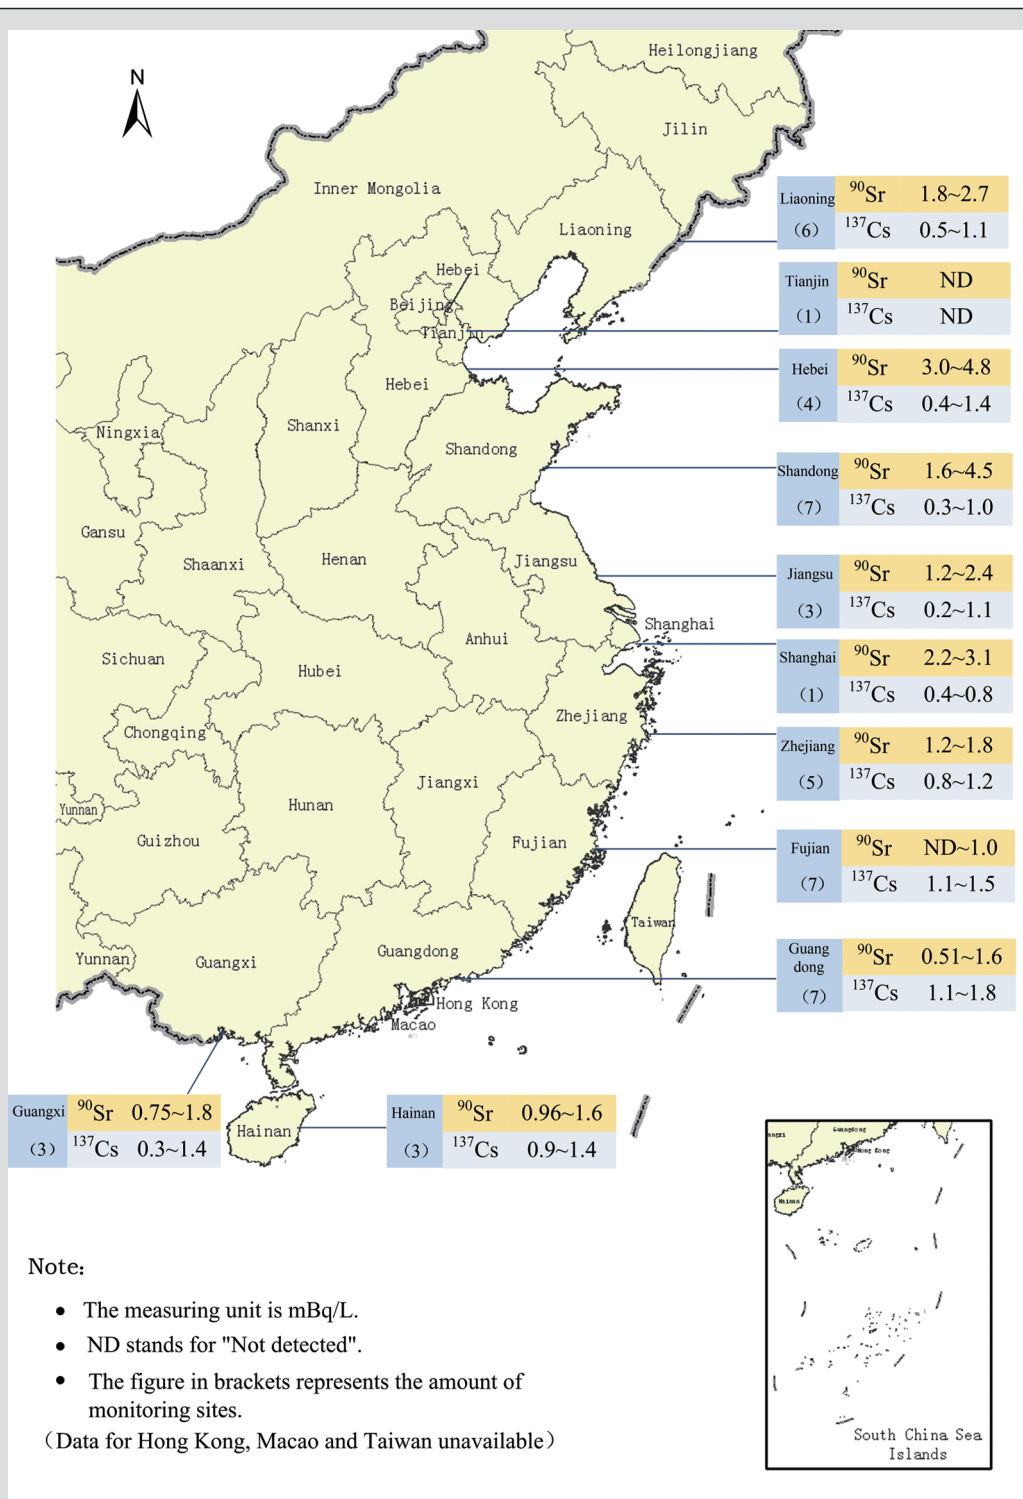 N
Heilongjiang
Jilin
Inner Mongolia
Liaoning
Hebei
Beijing
Tianjin
Hebei
Shanxi
Ningxia
Shandong
Gansu
Shaanxi
Henan
Jiangsu
Shanghai
Anhui
Sichuan
Hubei
Zhejiang
Chongqing
Jiangxi
Hunan
Yunnan
Guizhou
Fujian
Taiwan
Guangdong
Yunnan
Guangxi
Hong Kong
Macao
Hainan
Liaoning
(6)
⁹⁰Sr 1.8~2.7
¹³⁷Cs 0.5~1.1
Tianjin
(1)
⁹⁰Sr ND
¹³⁷Cs ND
Hebei
(4)
⁹⁰Sr 3.0~4.8
¹³⁷Cs 0.4~1.4
Shandong
(7)
⁹⁰Sr 1.6~4.5
¹³⁷Cs 0.3~1.0
Jiangsu
(3)
⁹⁰Sr 1.2~2.4
¹³⁷Cs 0.2~1.1
Shanghai
(1)
⁹⁰Sr 2.2~3.1
¹³⁷Cs 0.4~0.8
Zhejiang
(5)
⁹⁰Sr 1.2~1.8
¹³⁷Cs 0.8~1.2
Fujian
(7)
⁹⁰Sr ND~1.0
¹³⁷Cs 1.1~1.5
Guang
dong
(7)
⁹⁰Sr 0.51~1.6
¹³⁷Cs 1.1~1.8
Guangxi
(3)
⁹⁰Sr 0.75~1.8
¹³⁷Cs 0.3~1.4
Hainan
(3)
⁹⁰Sr 0.96~1.6
¹³⁷Cs 0.9~1.4
angxi
Guangdong
Hong Kong
Hainan
South China Sea
Islands
Note:
• The measuring unit is mBq/L.
• ND stands for "Not detected".
• The figure in brackets represents the amount of
monitoring sites.
(Data for Hong Kong, Macao and Taiwan unavailable)